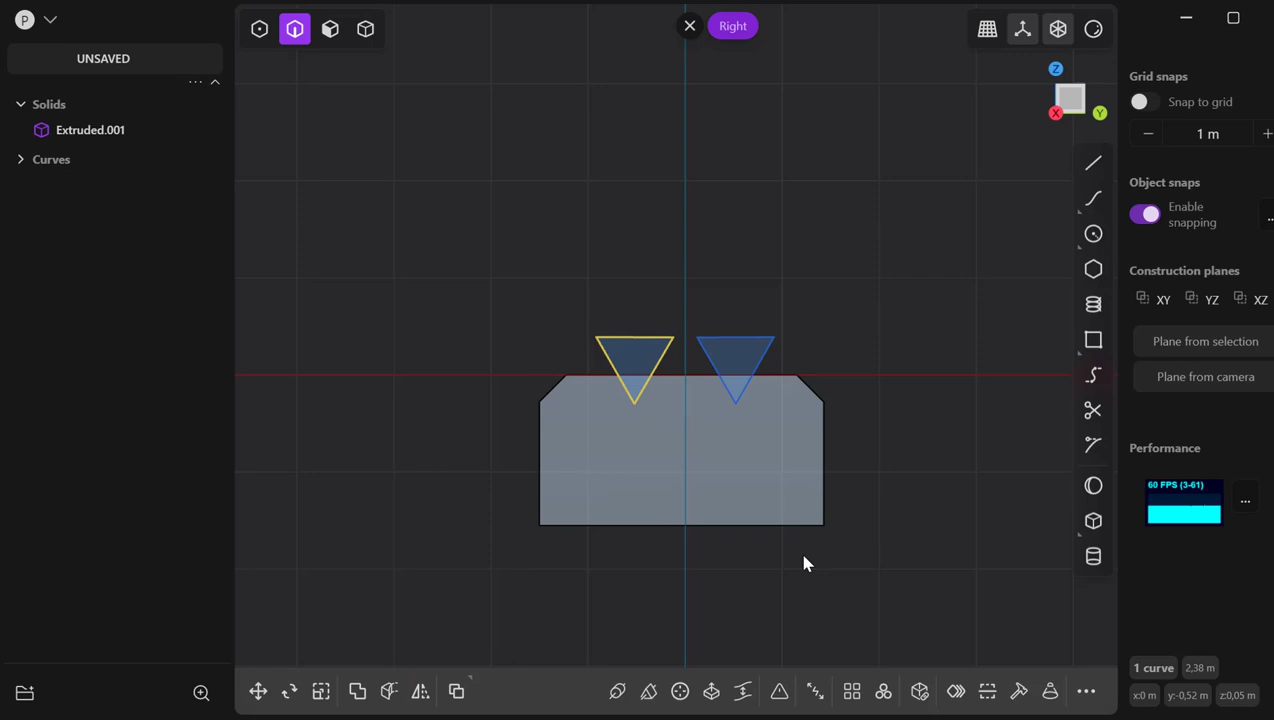 P
UNSAVED
Solids
Extruded.001
Curves
Right
Z
X
Y
Grid snaps
Snap to grid
1 m
Object snaps
Enable
snapping
Construction planes
XY
YZ
XZ
Plane from selection
Plane from camera
Performance
60 FPS (3-61)
1 curve
2,38 m
x:0 m
y:-0,52 m
z:0,05 m